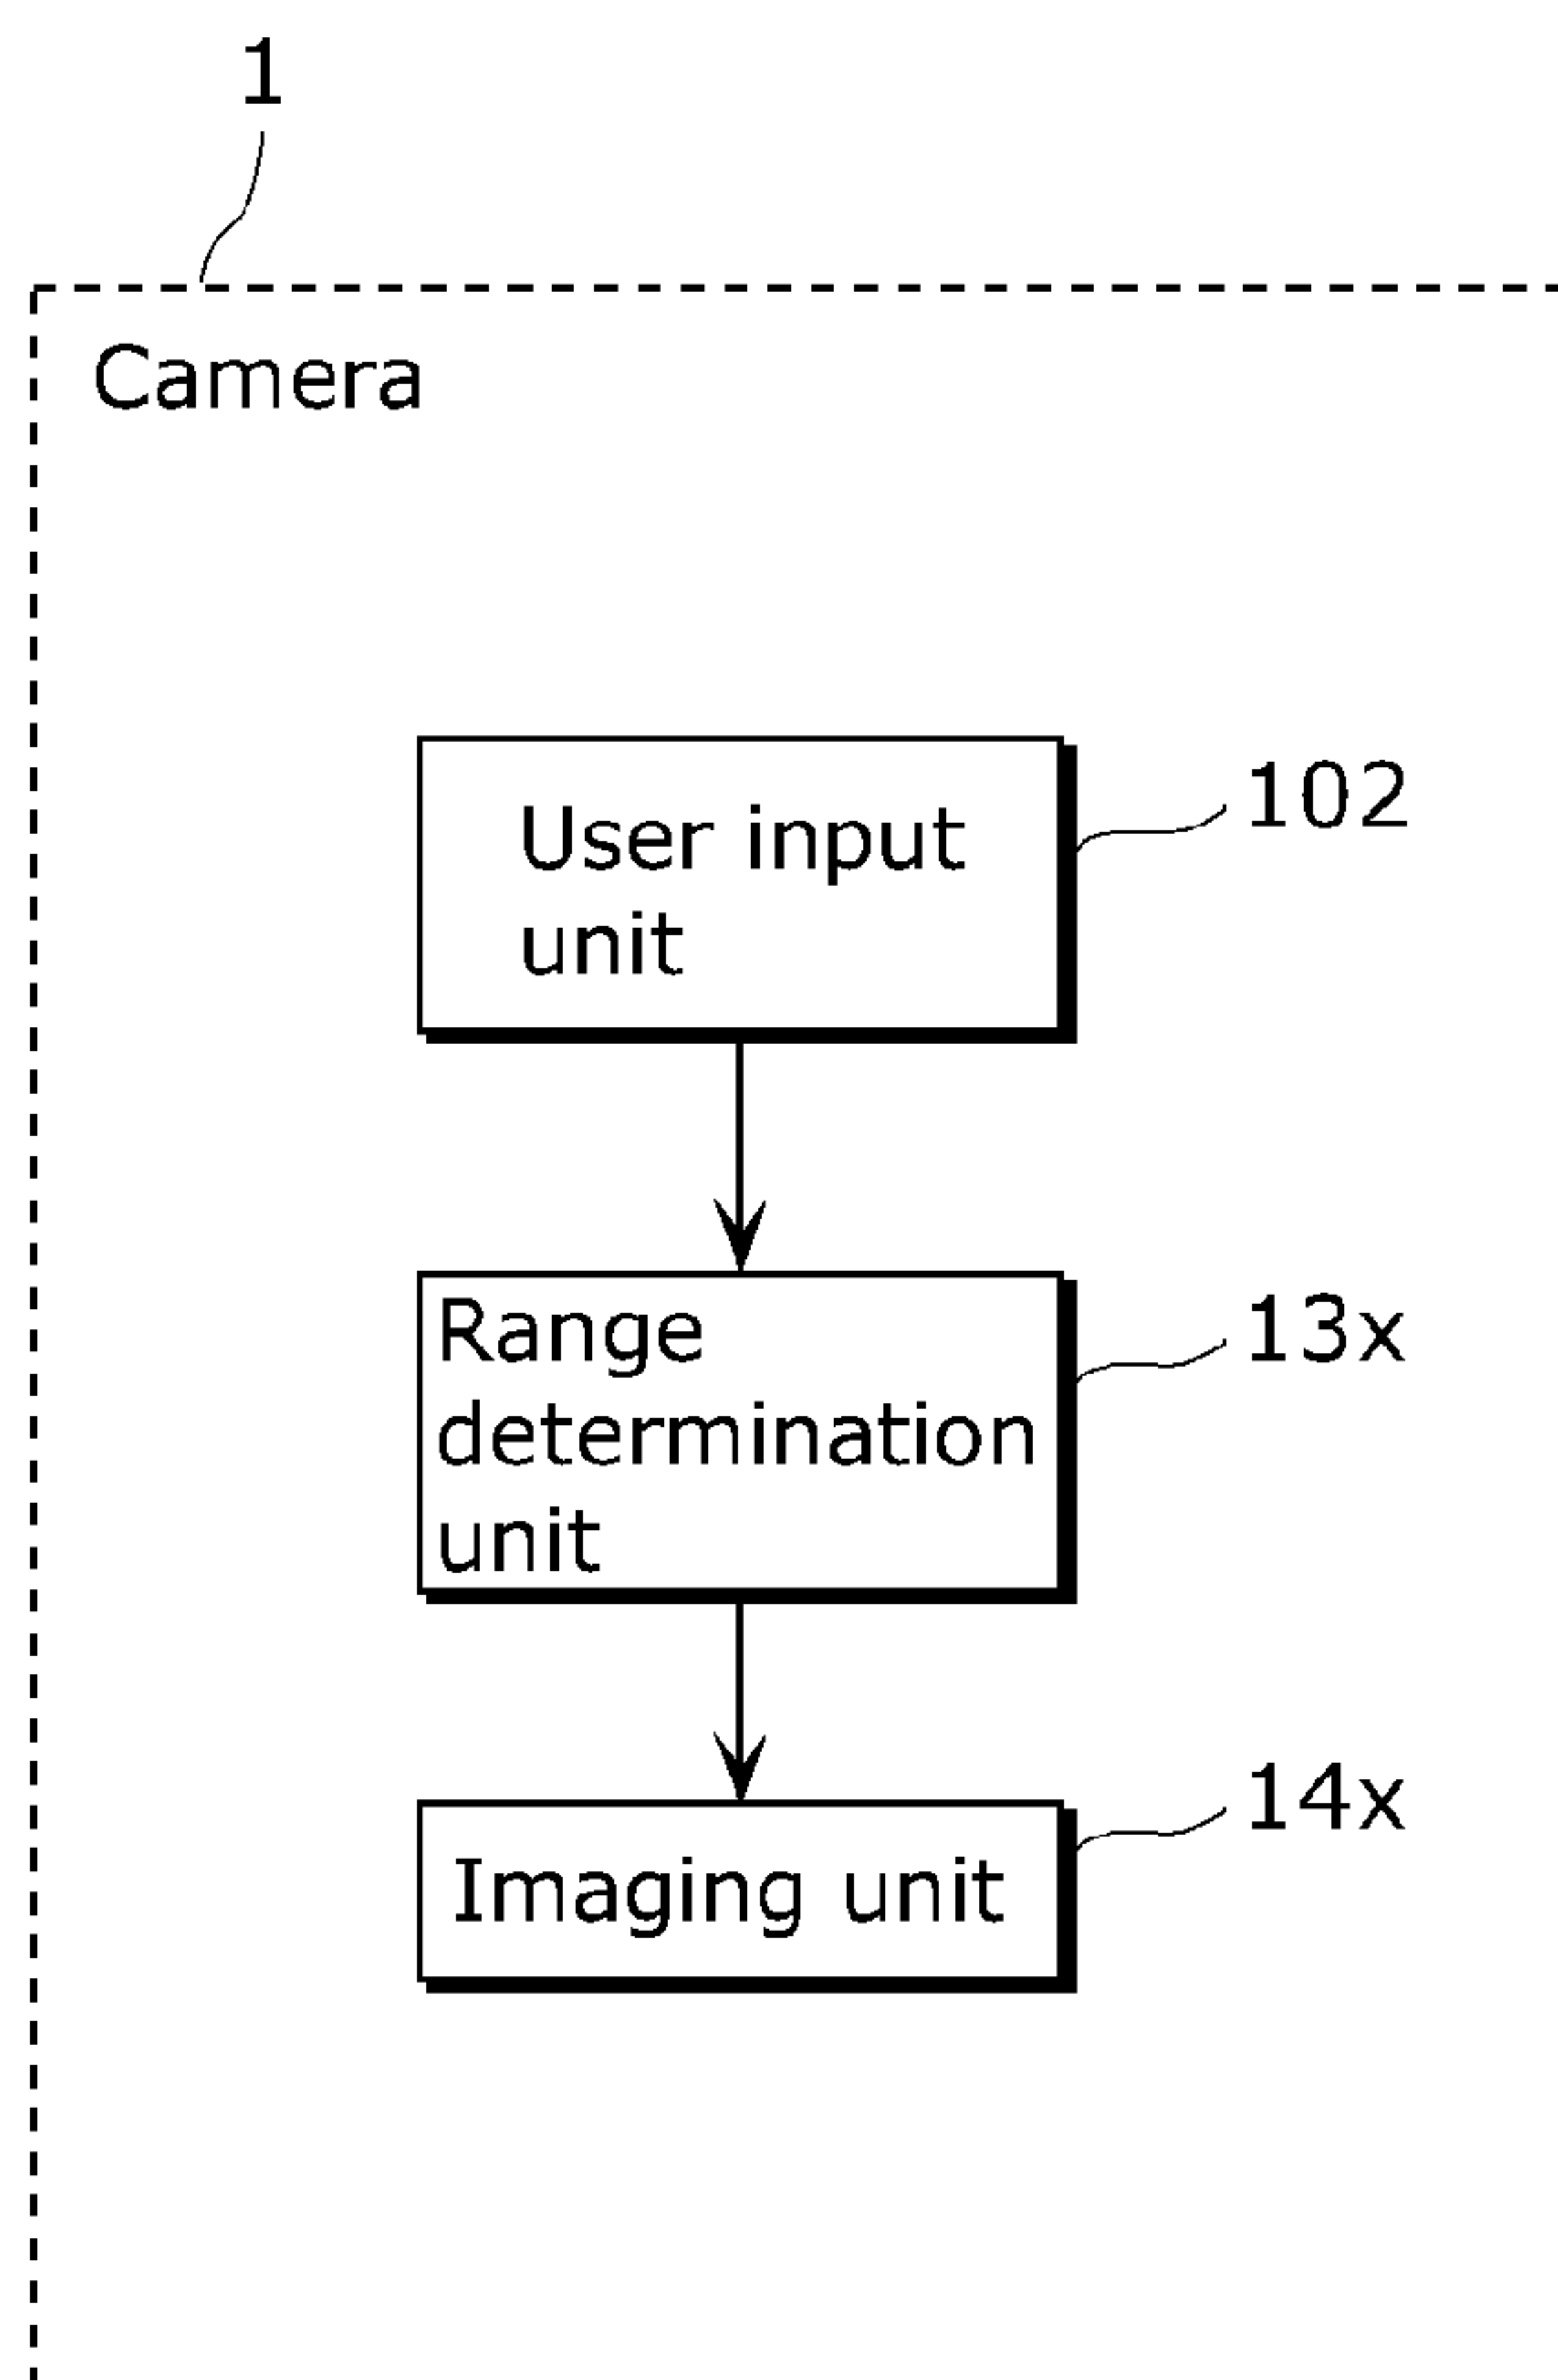 1
Camera
User input
unit
102
Range
determination
unit
13x
Imaging unit
14x